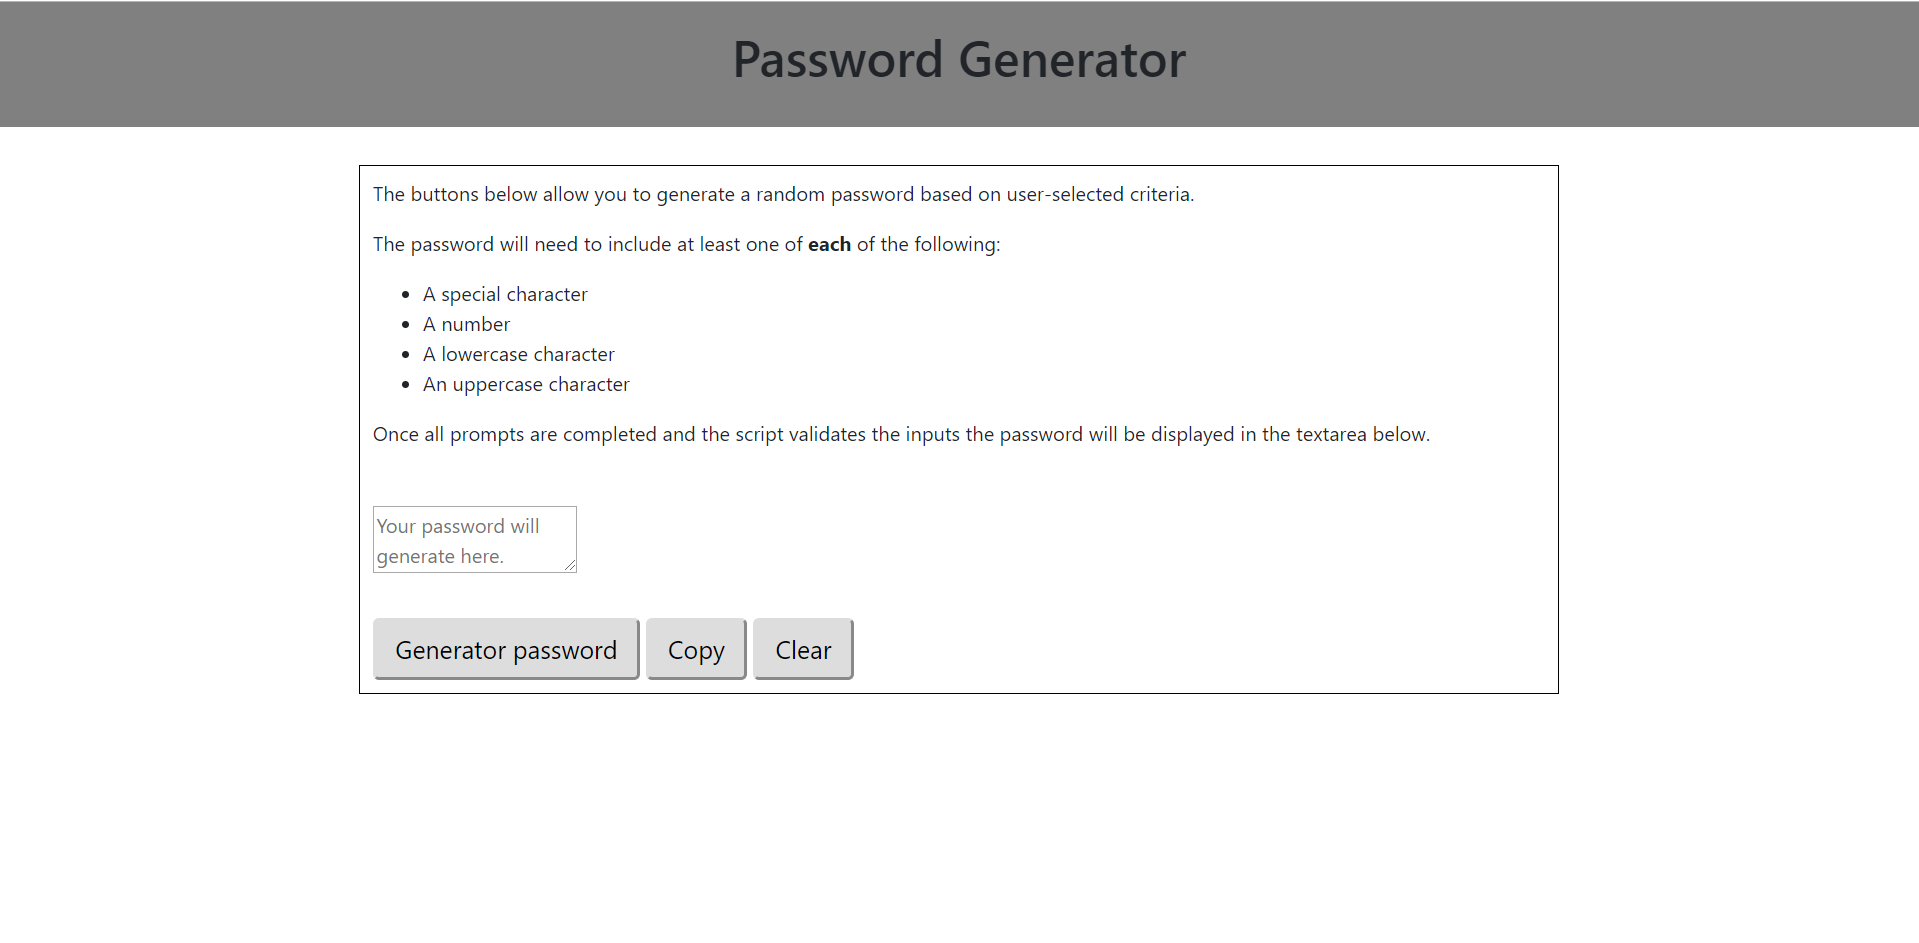 Password Generator
The buttons below allow you to generate a random password based on user-selected criteria.
The password will need to include at least one of each of the following:
A special character
A number
A lowercase character
An uppercase character
Once all prompts are completed and the script validates the inputs the password will be displayed in the textarea below.
Your password will
generate here.
Generator password Copy Clear